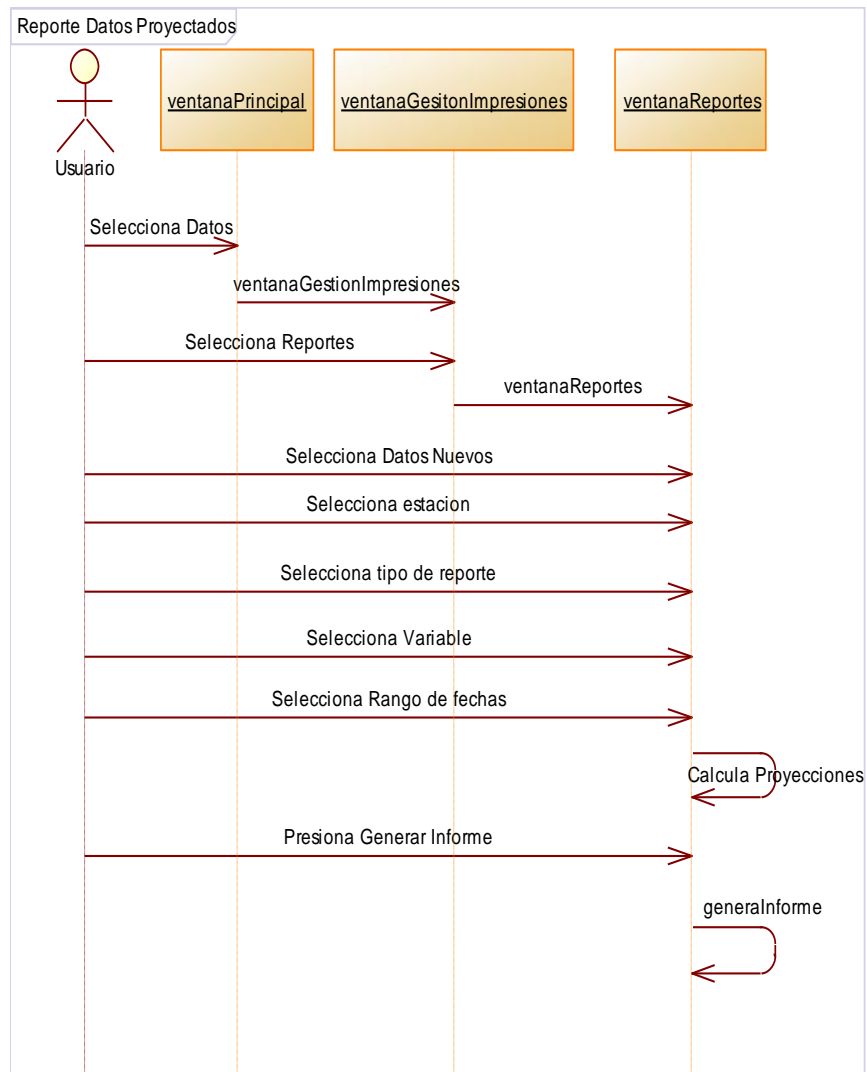 Reporte Datos Proyectados
ventanaPrincipal
ventanaGesitonImpresiones
ventanaReportes
Usuario
Selecciona Datos
ventanaGestionImpresiones
Selecciona Reportes
ventanaReportes
Selecciona Datos Nuevos
Selecciona estacion
Selecciona tipo de reporte
Selecciona Variable
Selecciona Rango de fechas
Calcula Proyecciones
Presiona Generar Informe
generaInforme